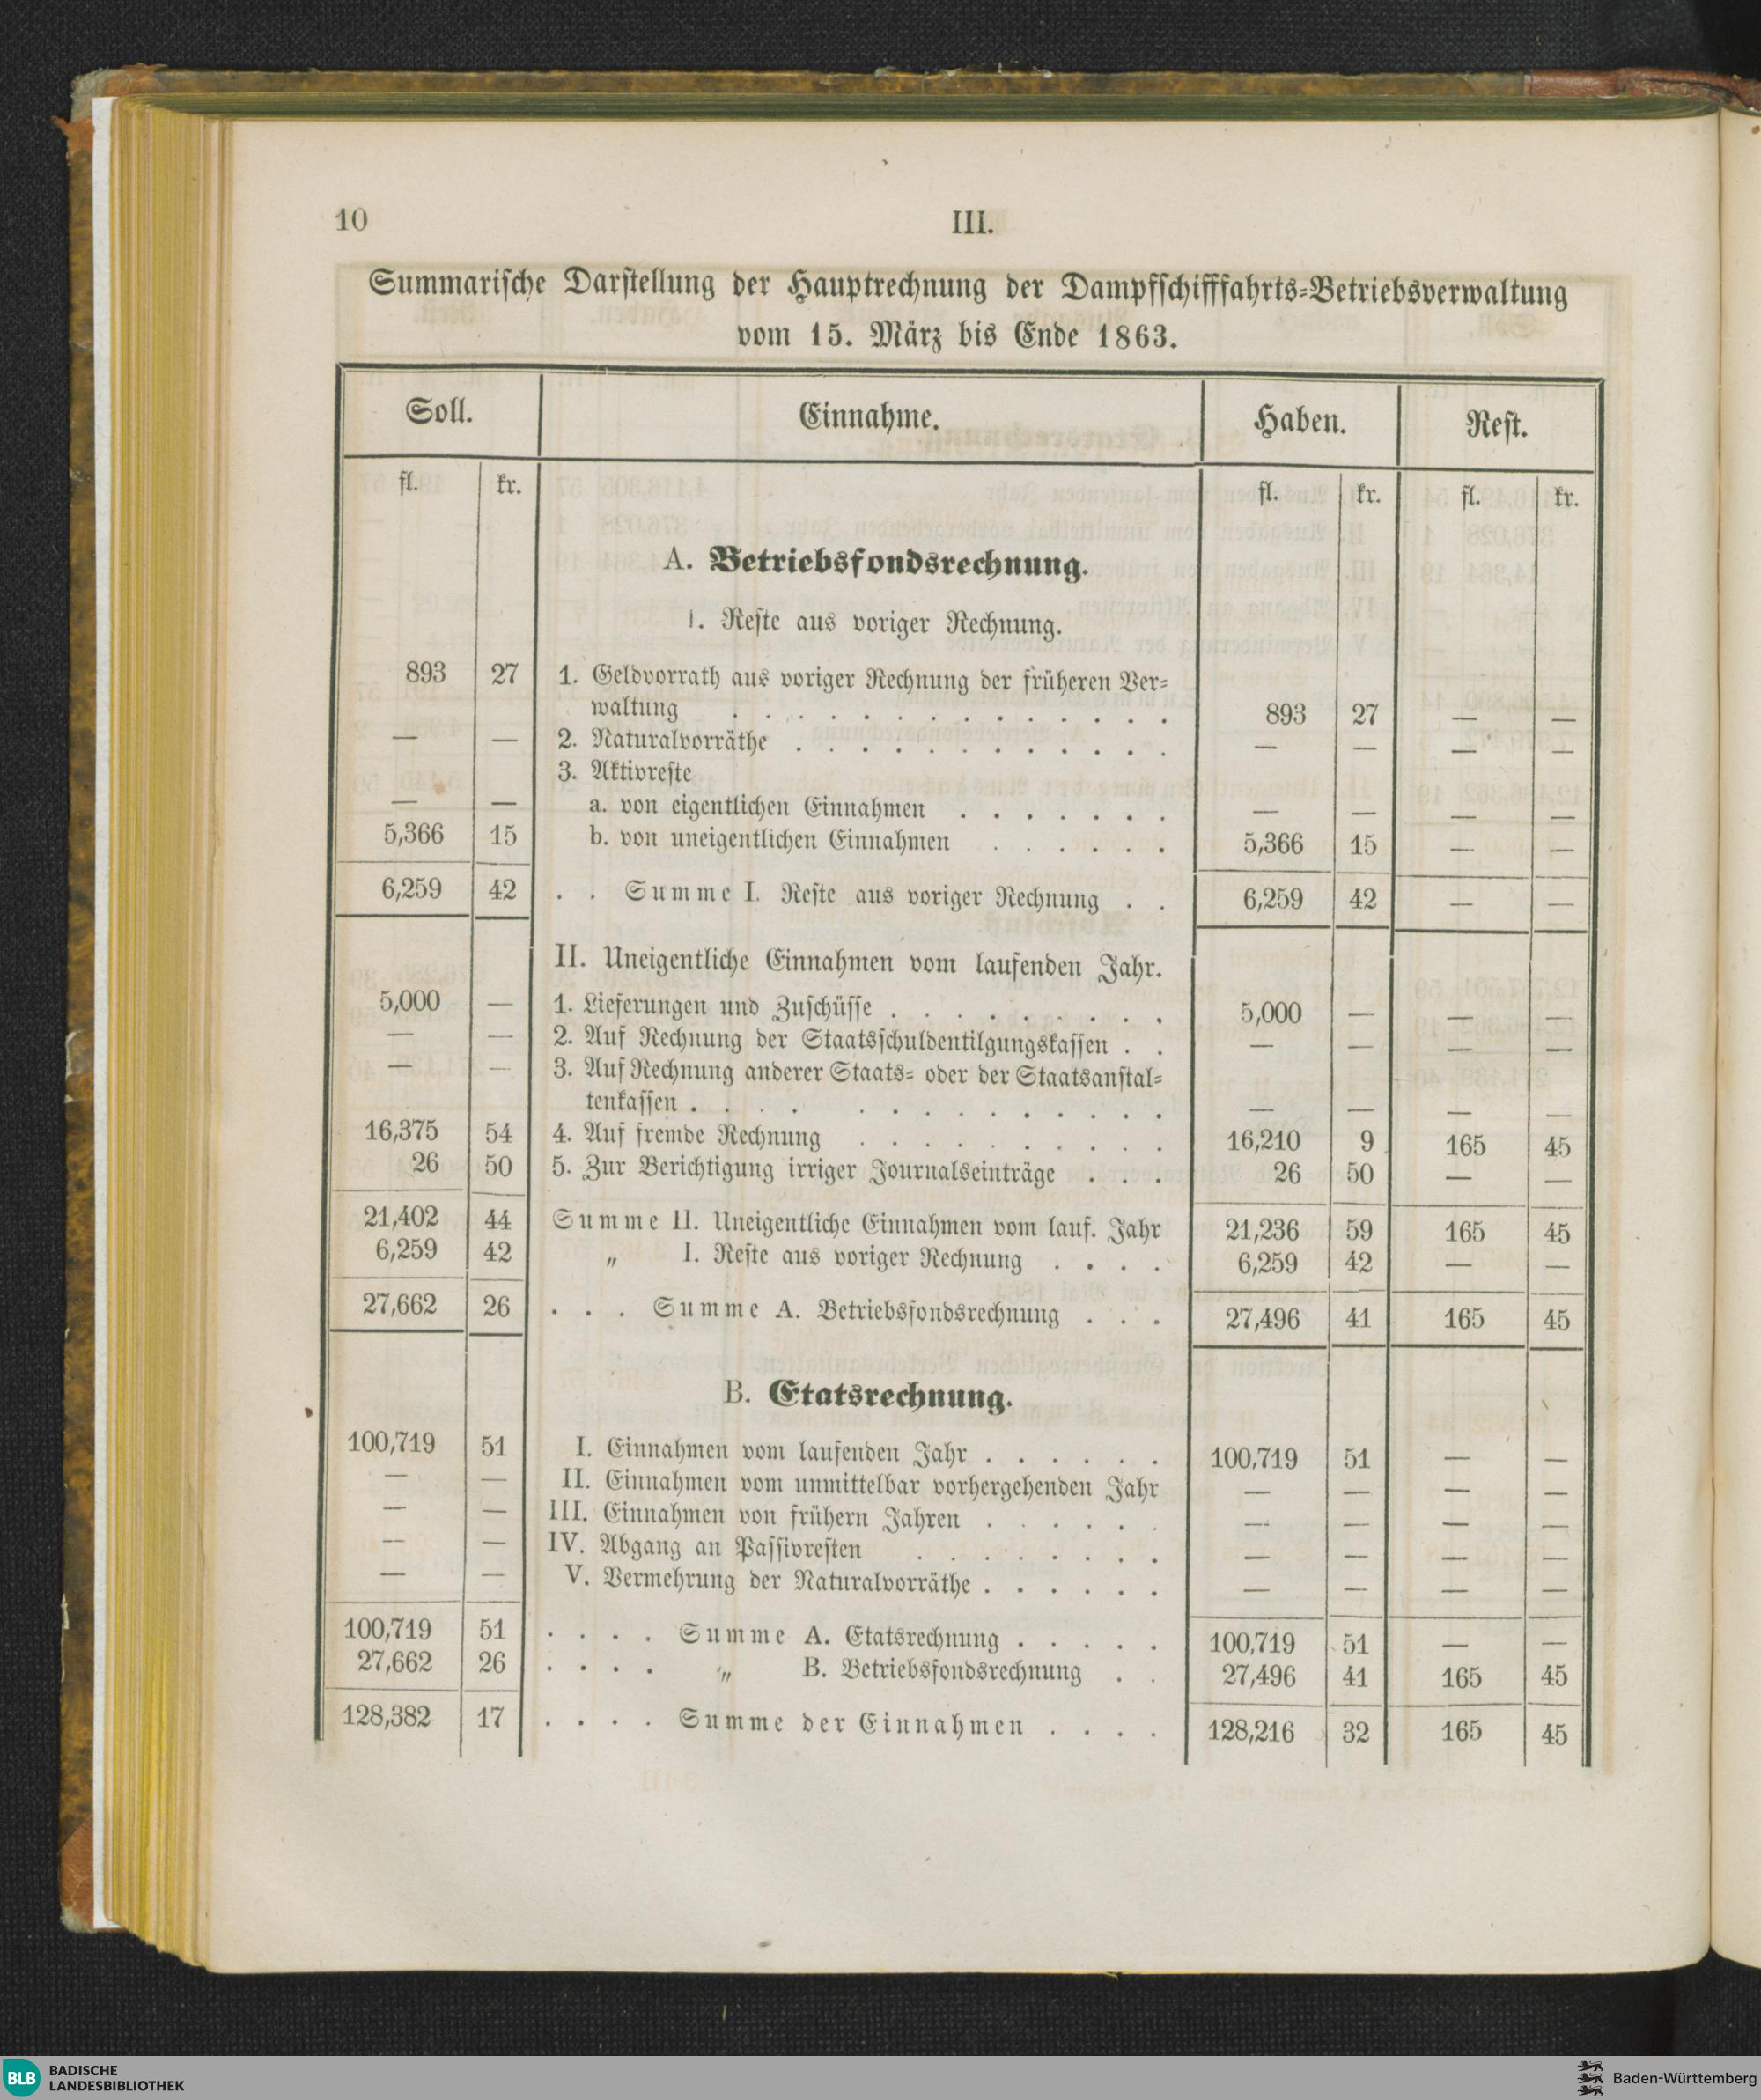 10
III.
Summarische Darstellung der Hauptrechnung der Dampfschifffahrts-Betriebsverwaltung
vom 15. März bis Ende 1863.
Soll. Einnahme. Haben. Rest.
fl. kr. fl. kr. fl. kr.
A. Betriebsfondsrechnung.
I. Reste aus voriger Rechnung.
893 27 1. Geldvorrath aus voriger Rechnung der früheren Ver-
waltung . . . . . . . . . . . . . 893 27 — —
— — 2. Naturalvorräthe . . . . . . . . . . . . — — — —
3. Aktivreste
— — a. von eigentlichen Einnahmen . . . . . . . — — — —
5,366 15 b. von uneigentlichen Einnahmen . . . . . . 5,366 15 — —
6,259 42 . . Summe I. Reste aus voriger Rechnung . . 6,259 42 — —
II. Uneigentliche Einnahmen vom laufenden Jahr.
5,000 — 1. Lieferungen und Zuschüsse . . . . . . . . . 5,000 — — —
— — 2. Auf Rechnung der Staatsschuldentilgungskassen . . — — — —
— — 3. Auf Rechnung anderer Staats- oder der Staatsanstal-
tenkassen . . . . . . . . . . . . . . — — — —
16,375 54 4. Auf fremde Rechnung . . . . . . . . . . 16,210 9 165 45
26 50 5. Zur Berichtigung irriger Journalseinträge . . . 26 50 — —
21,402 44 Summe II. Uneigentliche Einnahmen vom lauf. Jahr 21,236 59 165 45
6,259 42 „ I. Reste aus voriger Rechnung . . . . 6,259 42 — —
27,662 26 . . . Summe A. Betriebsfondsrechnung . . . 27,496 41 165 45
B. Etatsrechnung.
100,719 51 I. Einnahmen vom laufenden Jahr . . . . . . 100,719 51 — —
— — II. Einnahmen vom unmittelbar vorhergehenden Jahr — — — —
— — III. Einnahmen von frühern Jahren . . . . . . — — — —
— — IV. Abgang an Passivresten . . . . . . . . — — — —
— — V. Vermehrung der Naturalvorräthe . . . . . . — — — —
100,719 51 . . . . Summe A. Etatsrechnung . . . . . 100,719 51 — —
27,662 26 . . . . „ B. Betriebsfondsrechnung . . 27,496 41 165 45
128,382 17 . . . . Summe der Einnahmen . . . . 128,216 32 165 45
BLB BADISCHE
LANDESBIBLIOTHEK
Baden-Württemberg